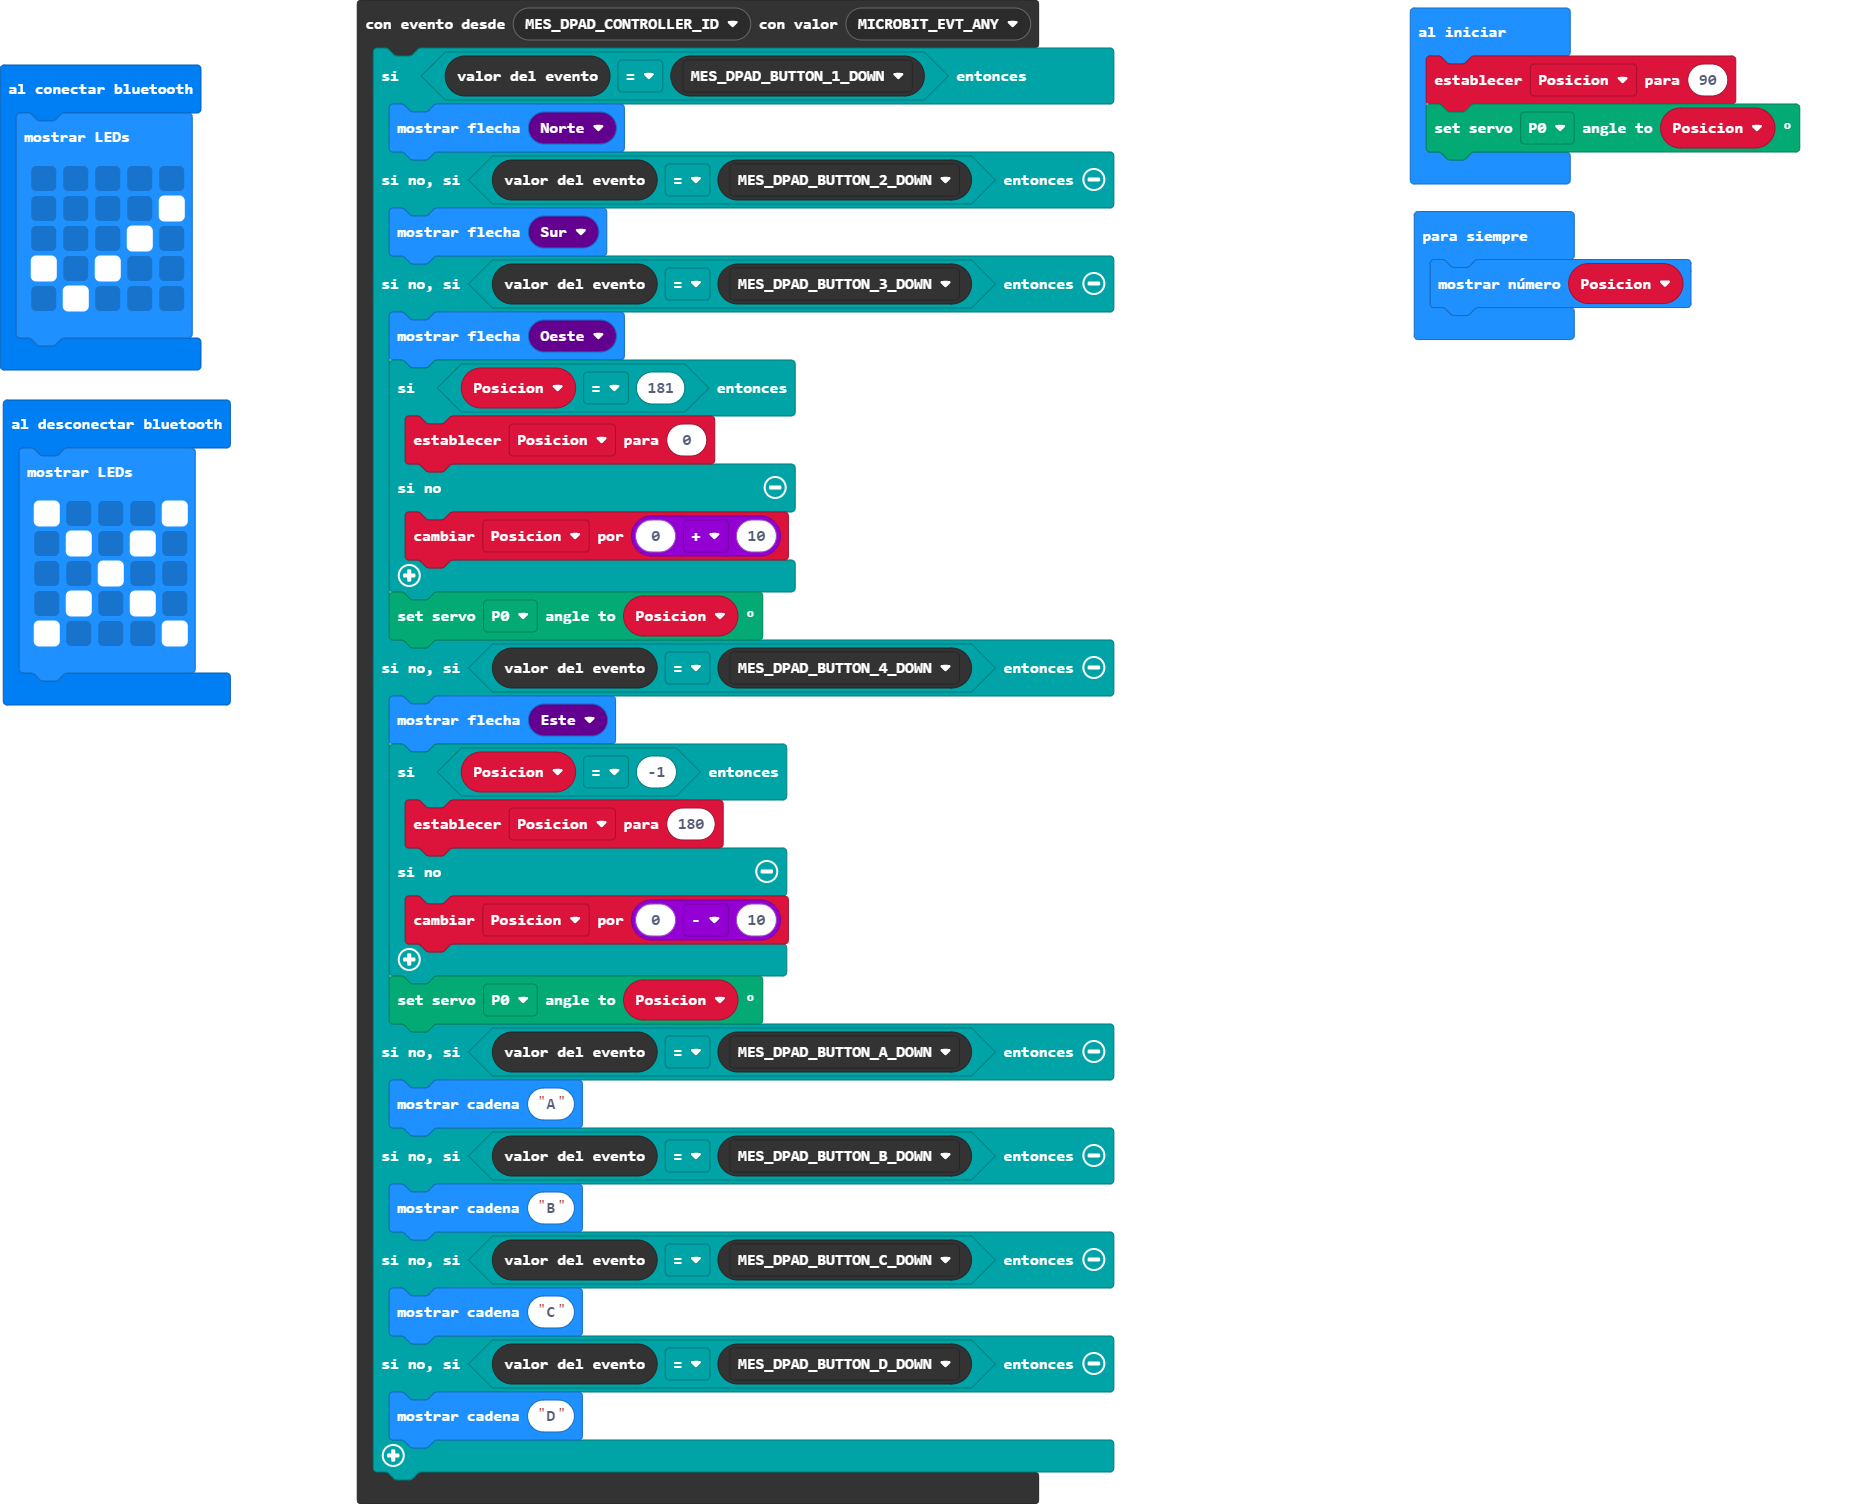 al conectar bluetooth
mostrar LEDs
al desconectar bluetooth
mostrar LEDs
con evento desde MES_DPAD_CONTROLLER_ID con valor MICROBIT_EVT_ANY
si valor del evento = MES_DPAD_BUTTON_1_DOWN entonces
mostrar flecha Norte
si no, si valor del evento = MES_DPAD_BUTTON_2_DOWN entonces
mostrar flecha Sur
si no, si valor del evento = MES_DPAD_BUTTON_3_DOWN entonces
mostrar flecha Oeste
si Posicion = 181 entonces
establecer Posicion para 0
si no
cambiar Posicion por 0 + 10
set servo P0 angle to Posicion °
si no, si valor del evento = MES_DPAD_BUTTON_4_DOWN entonces
mostrar flecha Este
si Posicion = -1 entonces
establecer Posicion para 180
si no
cambiar Posicion por 0 - 10
set servo P0 angle to Posicion °
si no, si valor del evento = MES_DPAD_BUTTON_A_DOWN entonces
mostrar cadena "A"
si no, si valor del evento = MES_DPAD_BUTTON_B_DOWN entonces
mostrar cadena "B"
si no, si valor del evento = MES_DPAD_BUTTON_C_DOWN entonces
mostrar cadena "C"
si no, si valor del evento = MES_DPAD_BUTTON_D_DOWN entonces
mostrar cadena "D"
al iniciar
establecer Posicion para 90
set servo P0 angle to Posicion °
para siempre
mostrar número Posicion